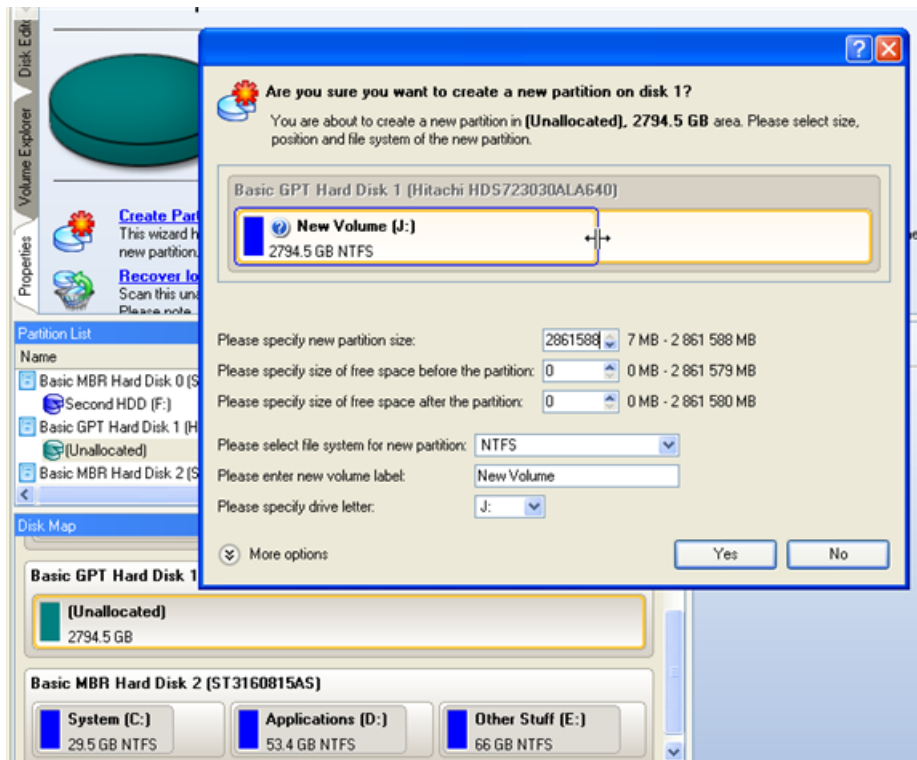 Disk Edit
Volume Explorer
Properties
Create Part
This wizard h
new partition.
Recover lo
Scan this una
Please note
Partition List
Name
Basic MBR Hard Disk 0 (S
Second HDD (F:)
Basic GPT Hard Disk 1 (H
(Unallocated)
Basic MBR Hard Disk 2 (S
Disk Map
Basic GPT Hard Disk 1
(Unallocated)
2794.5 GB
Basic MBR Hard Disk 2 (ST3160815AS)
System (C:)
29.5 GB NTFS
Applications (D:)
53.4 GB NTFS
Other Stuff (E:)
66 GB NTFS
Are you sure you want to create a new partition on disk 1?
You are about to create a new partition in (Unallocated), 2794.5 GB area. Please select size,
position and file system of the new partition.
Basic GPT Hard Disk 1 (Hitachi HDS723030ALA640)
New Volume (J:)
2794.5 GB NTFS
Please specify new partition size: 2861588 7 MB - 2 861 588 MB
Please specify size of free space before the partition: 0 0 MB - 2 861 579 MB
Please specify size of free space after the partition: 0 0 MB - 2 861 580 MB
Please select file system for new partition: NTFS
Please enter new volume label: New Volume
Please specify drive letter: J:
More options
Yes No